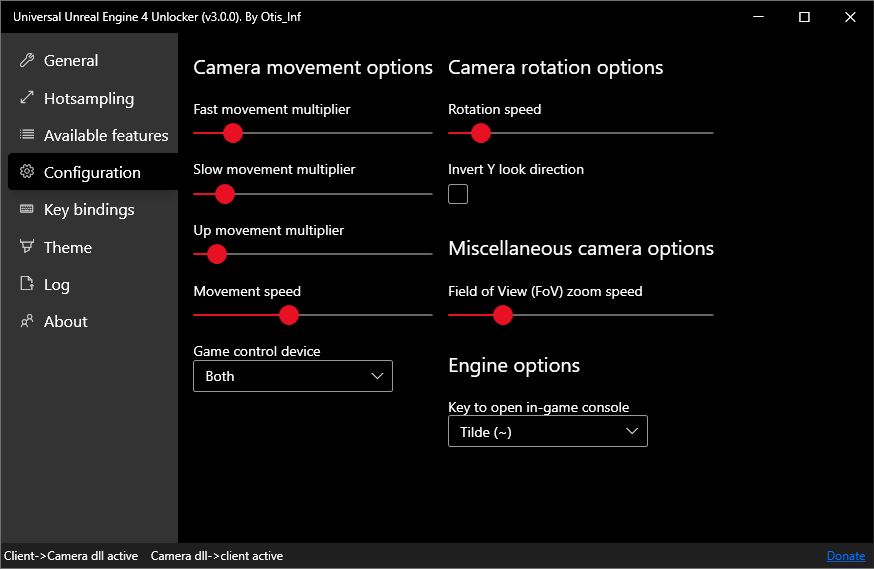 Universal Unreal Engine 4 Unlocker (v3.0.0). By Otis_Inf
General
Hotsampling
Available features
Configuration
Key bindings
Theme
Log
About
Camera movement options
Fast movement multiplier
Slow movement multiplier
Up movement multiplier
Movement speed
Game control device
Both
Camera rotation options
Rotation speed
Invert Y look direction
Miscellaneous camera options
Field of View (FoV) zoom speed
Engine options
Key to open in-game console
Tilde (~)
Client->Camera dll active Camera dll->client active Donate